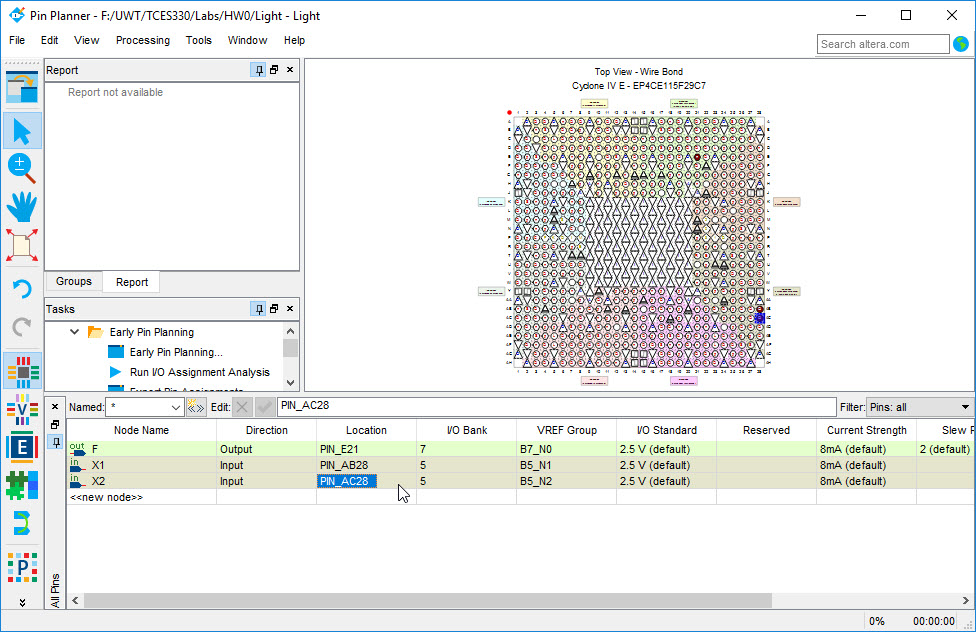 Pin Planner - F:/UWT/TCES330/Labs/HW0/Light - Light
File Edit View Processing Tools Window Help
Search altera.com
Report
Report not available
Groups Report
Tasks
Early Pin Planning
Early Pin Planning...
Run I/O Assignment Analysis
Export Pin Assignments
Top View - Wire Bond
Cyclone IV E - EP4CE115F29C7
Named: * Edit: PIN_AC28 Filter: Pins: all
Node Name Direction Location I/O Bank VREF Group I/O Standard Reserved Current Strength Slew R
out F Output PIN_E21 7 B7_N0 2.5 V (default) 8mA (default) 2 (default)
in X1 Input PIN_AB28 5 B5_N1 2.5 V (default) 8mA (default)
in X2 Input PIN_AC28 5 B5_N2 2.5 V (default) 8mA (default)
<<new node>>
All Pins
0% 00:00:00